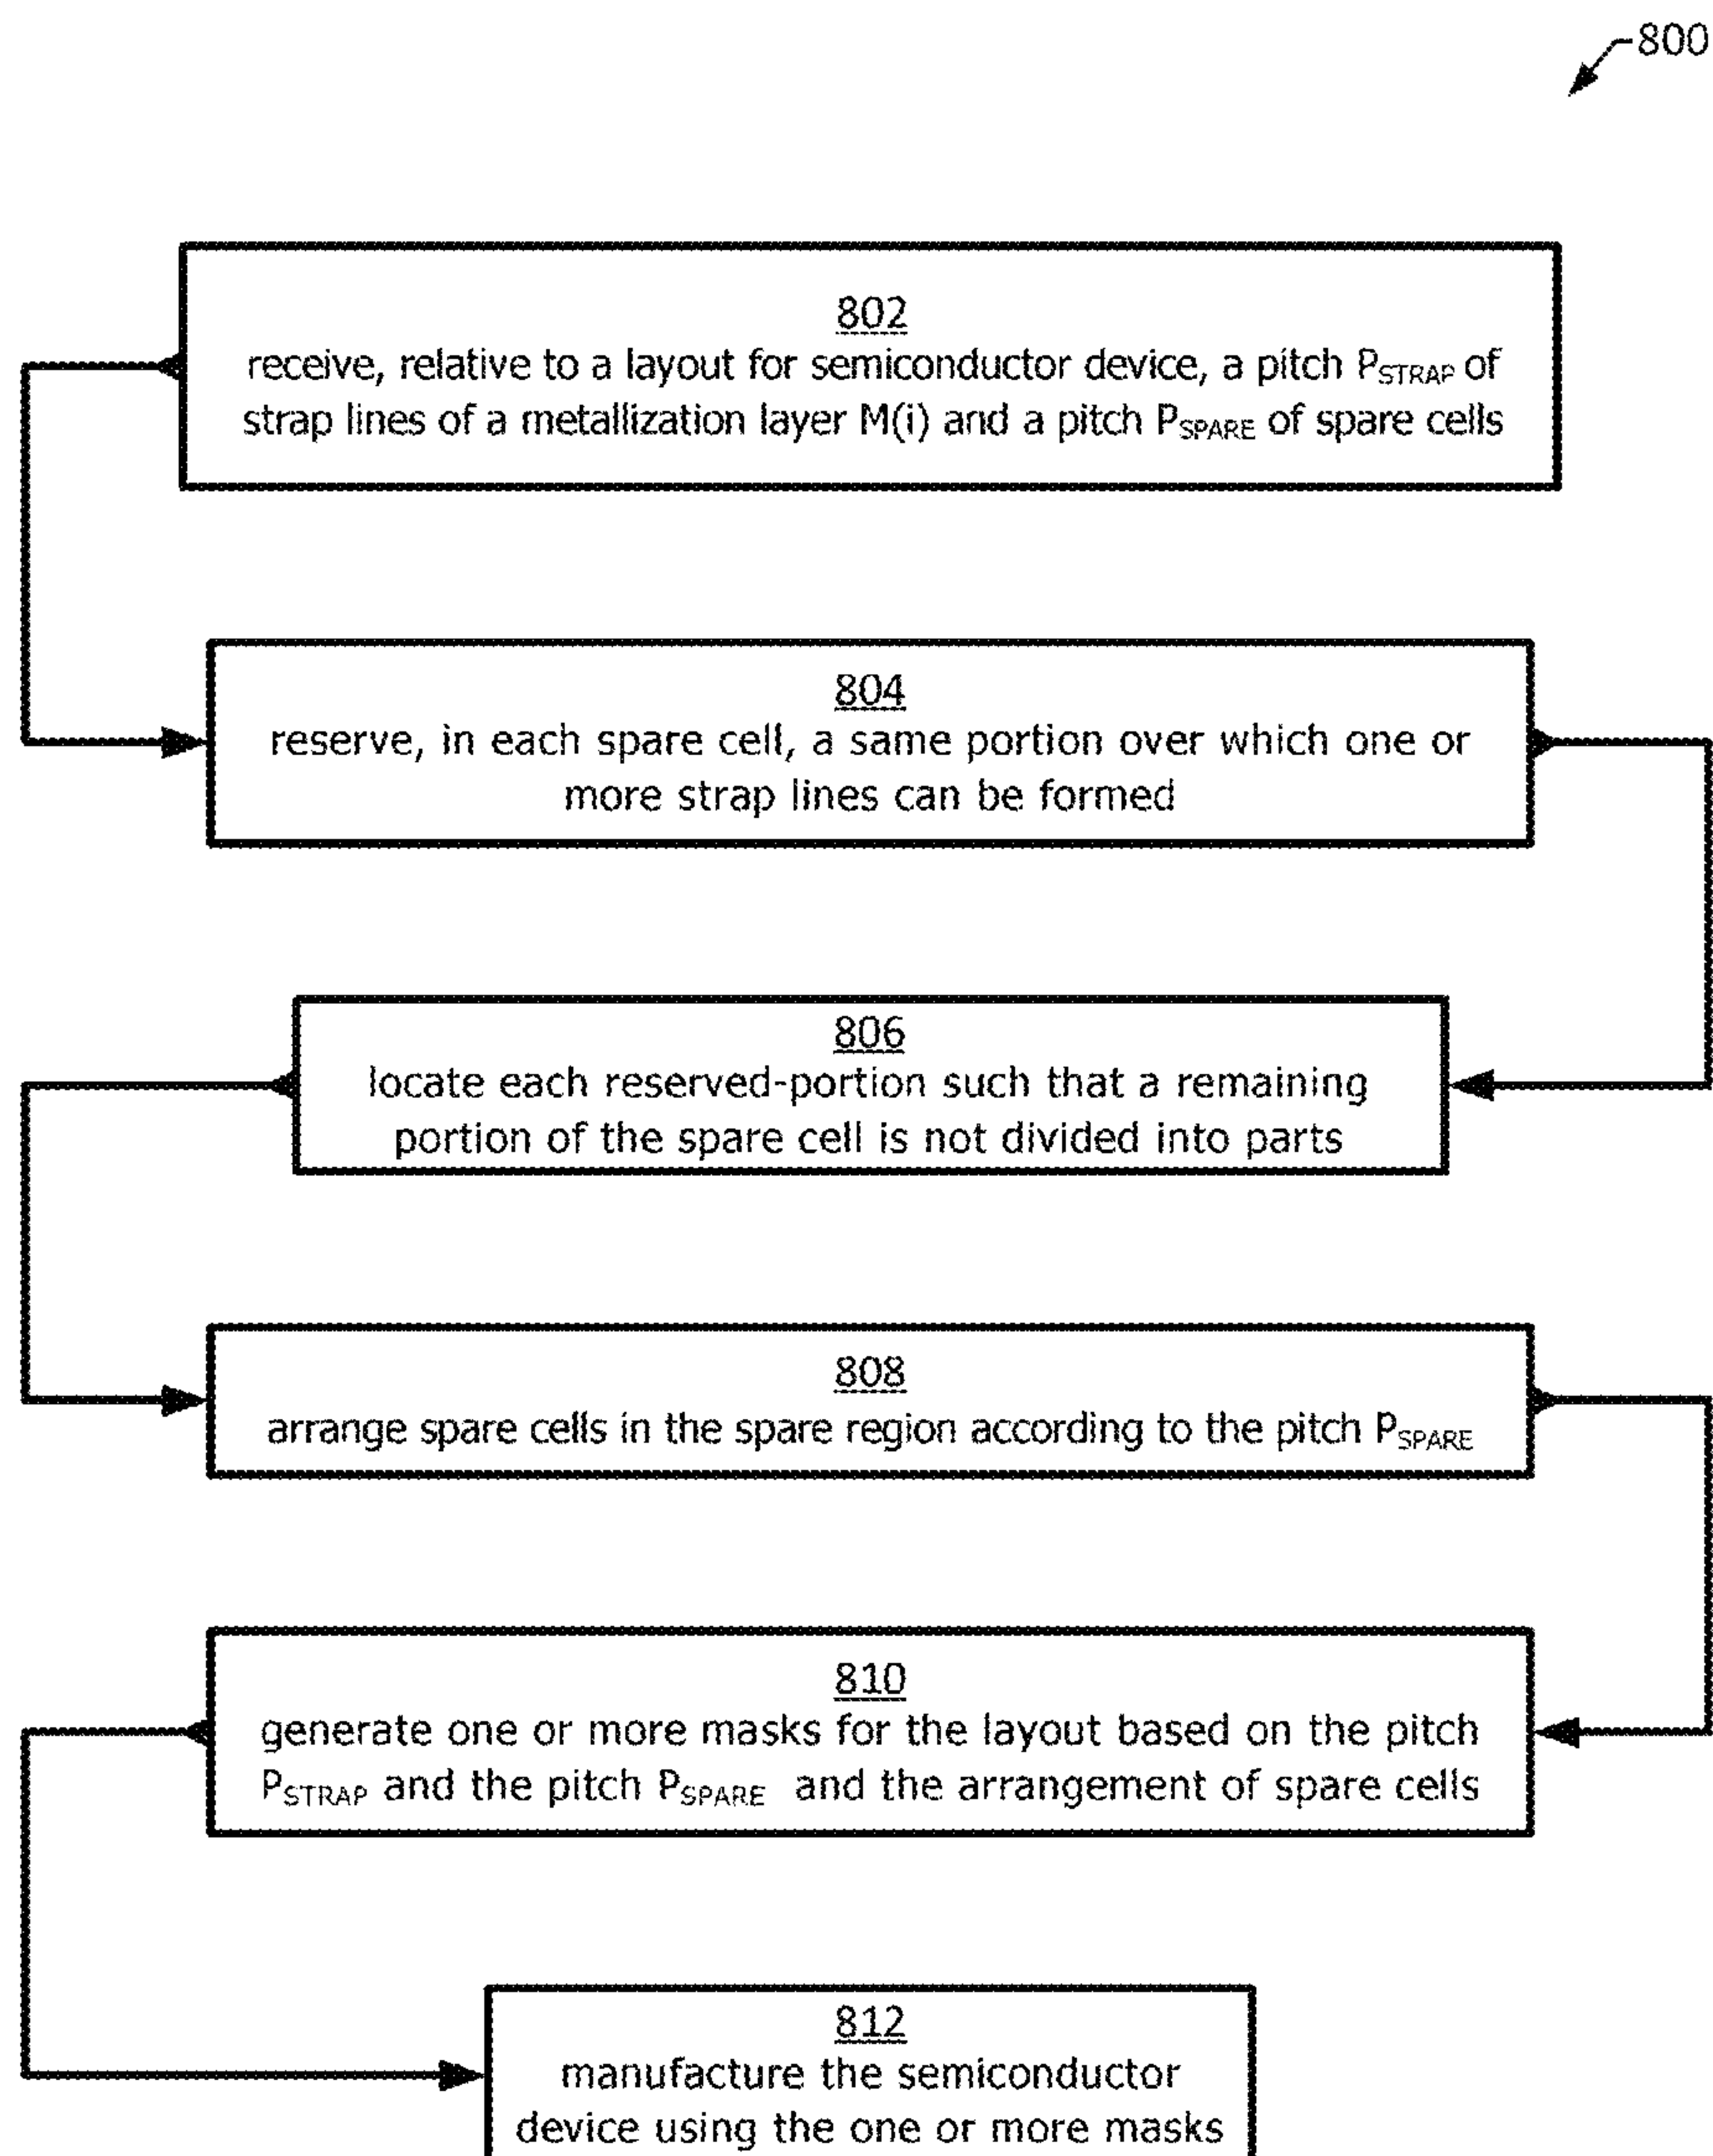 800
802
receive, relative to a layout for semiconductor device, a pitch PSTRAP of
strap lines of a metallization layer M(i) and a pitch PSPARE of spare cells
804
reserve, in each spare cell, a same portion over which one or
more strap lines can be formed
806
locate each reserved-portion such that a remaining
portion of the spare cell is not divided into parts
808
arrange spare cells in the spare region according to the pitch PSPARE
810
generate one or more masks for the layout based on the pitch
PSTRAP and the pitch PSPARE and the arrangement of spare cells
812
manufacture the semiconductor
device using the one or more masks